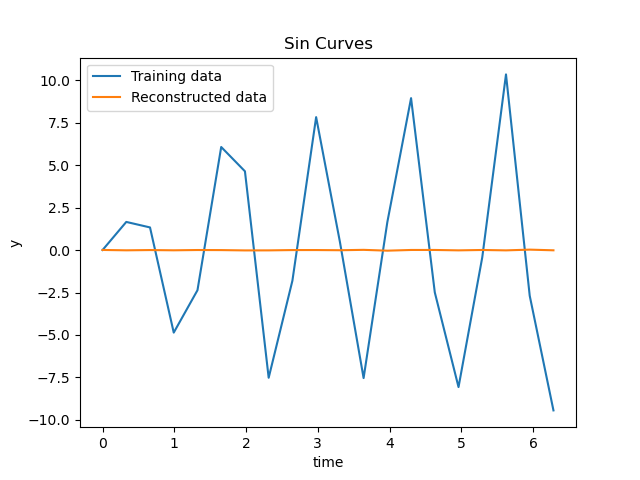 Sin Curves
Training data
Reconstructed data
10.0
7.5
5.0
2.5
0.0
−2.5
−5.0
−7.5
−10.0
y
0 1 2 3 4 5 6
time